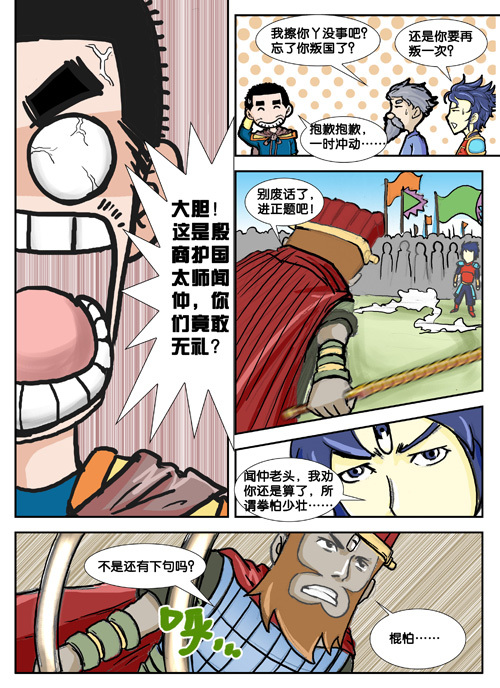 大胆！
这是殷
商护国
太师闻
仲，你
们竟敢
无礼？
我擦你丫没事吧？
忘了你叛国了？
还是你要再
叛一次？
抱歉抱歉，
一时冲动……
别废话了，
进正题吧！
闻仲老头，我劝
你还是算了，所
谓拳怕少壮……
不是还有下句吗？
呼…
棍怕……